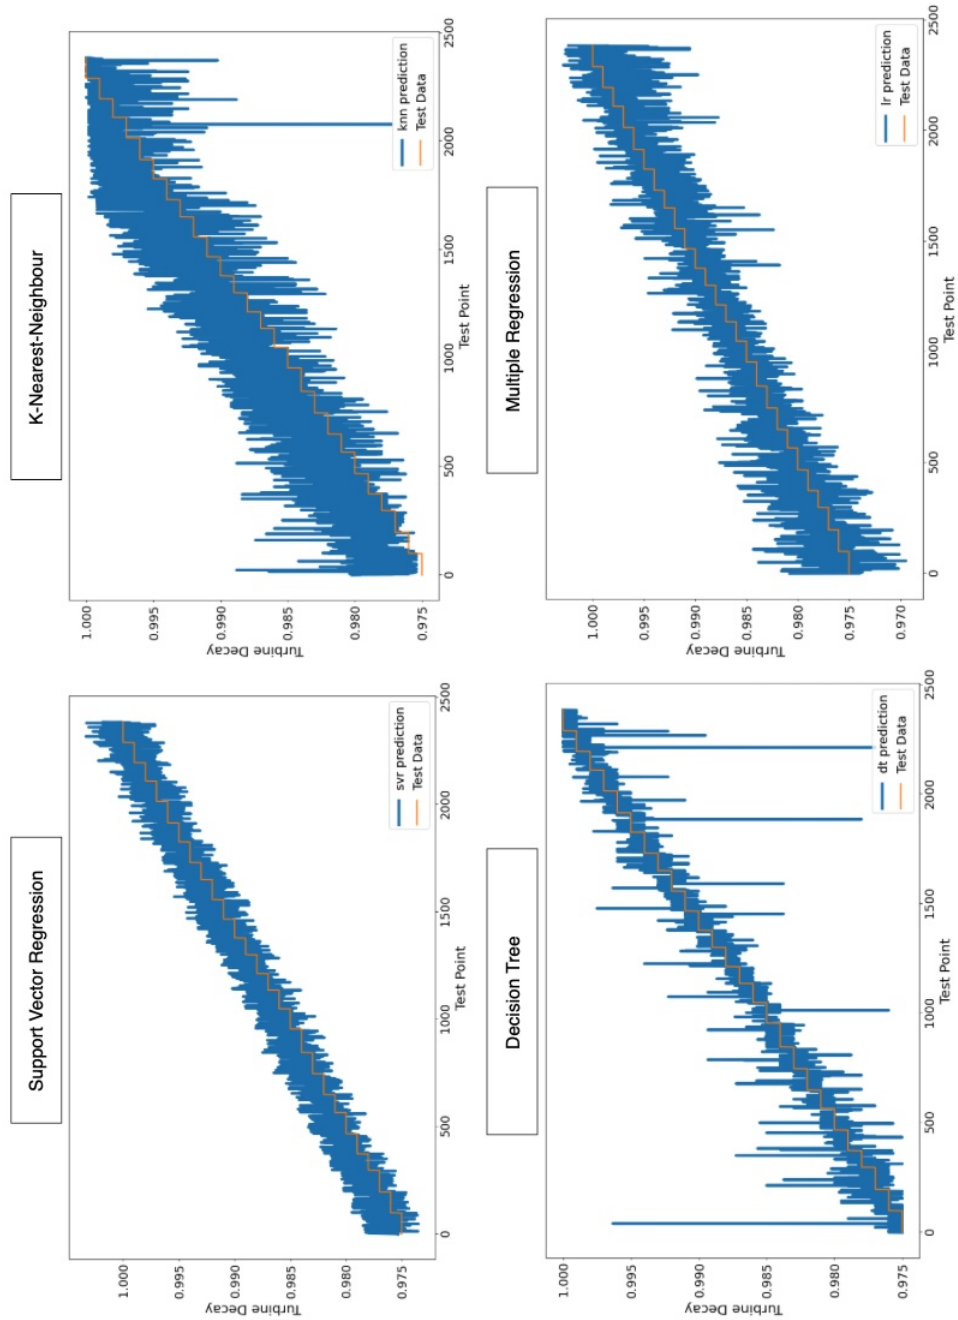 Support Vector Regression
Turbine Decay
1.000
0.995
0.990
0.985
0.980
0.975
0
500
1000
1500
2000
2500
Test Point
svr prediction
Test Data
K-Nearest-Neighbour
Turbine Decay
1.000
0.995
0.990
0.985
0.980
0.975
0
500
1000
1500
2000
2500
Test Point
knn prediction
Test Data
Decision Tree
Turbine Decay
1.000
0.995
0.990
0.985
0.980
0.975
0
500
1000
1500
2000
2500
Test Point
dt prediction
Test Data
Multiple Regression
Turbine Decay
1.000
0.995
0.990
0.985
0.980
0.975
0.970
0
500
1000
1500
2000
2500
Test Point
lr prediction
Test Data